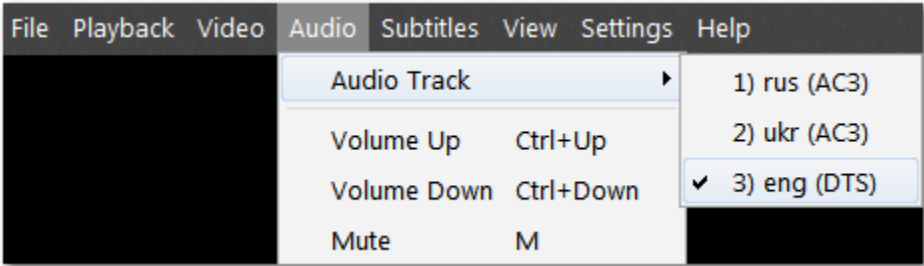 File Playback Video Audio Subtitles View Settings Help
Audio Track
1) rus (AC3)
2) ukr (AC3)
3) eng (DTS)
Volume Up Ctrl+Up
Volume Down Ctrl+Down
Mute M